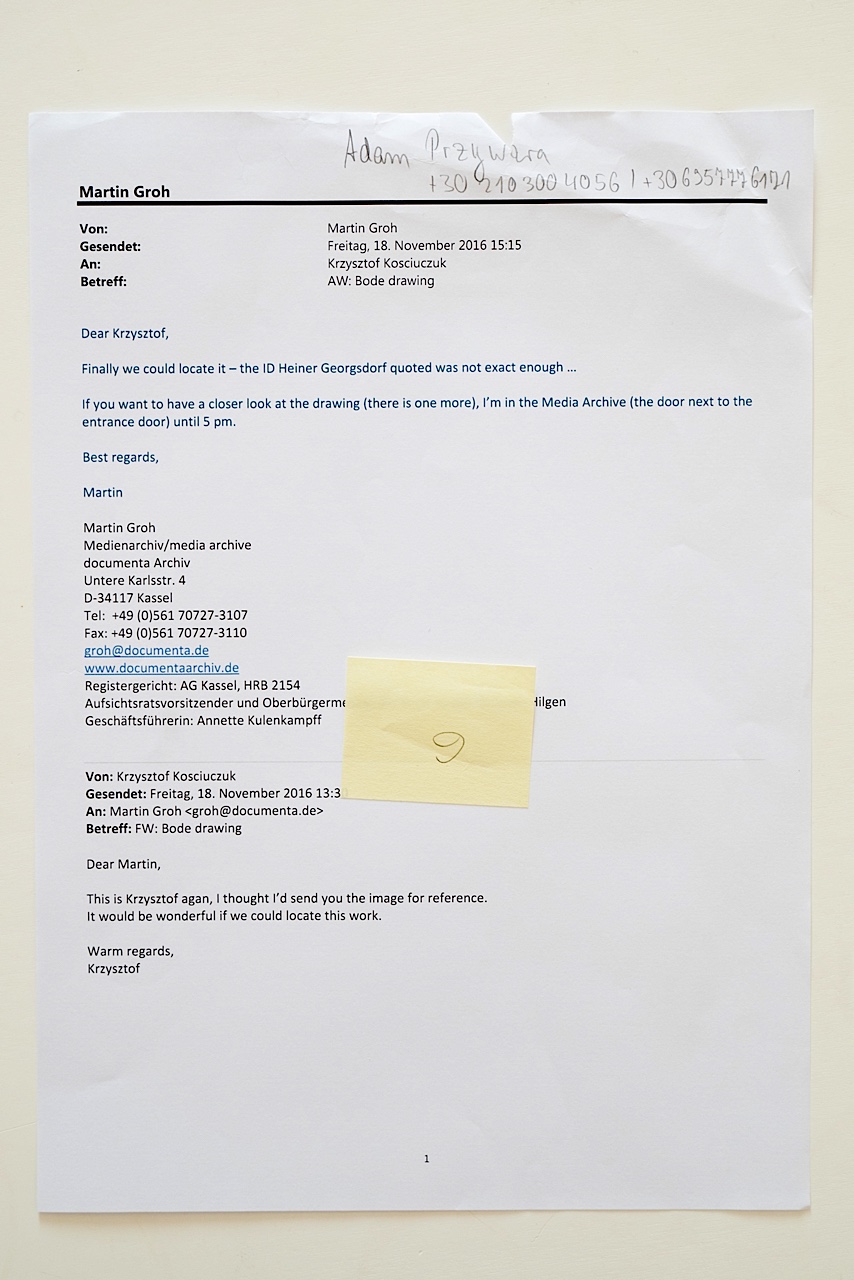 Adam Przywara
+30 210 300 4056 | +30 6957776171
Martin Groh
Von: Martin Groh
Gesendet: Freitag, 18. November 2016 15:15
An: Krzysztof Kosciuczuk
Betreff: AW: Bode drawing
Dear Krzysztof,
Finally we could locate it – the ID Heiner Georgsdorf quoted was not exact enough ...
If you want to have a closer look at the drawing (there is one more), I'm in the Media Archive (the door next to the
entrance door) until 5 pm.
Best regards,
Martin
Martin Groh
Medienarchiv/media archive
documenta Archiv
Untere Karlsstr. 4
D-34117 Kassel
Tel: +49 (0)561 70727-3107
Fax: +49 (0)561 70727-3110
groh@documenta.de
www.documentaarchiv.de
Registergericht: AG Kassel, HRB 2154
Aufsichtsratsvorsitzender und Oberbürgerme Hilgen
Geschäftsführerin: Annette Kulenkampff
9
Von: Krzysztof Kosciuczuk
Gesendet: Freitag, 18. November 2016 13:3
An: Martin Groh <groh@documenta.de>
Betreff: FW: Bode drawing
Dear Martin,
This is Krzysztof agan, I thought I'd send you the image for reference.
It would be wonderful if we could locate this work.
Warm regards,
Krzysztof
1